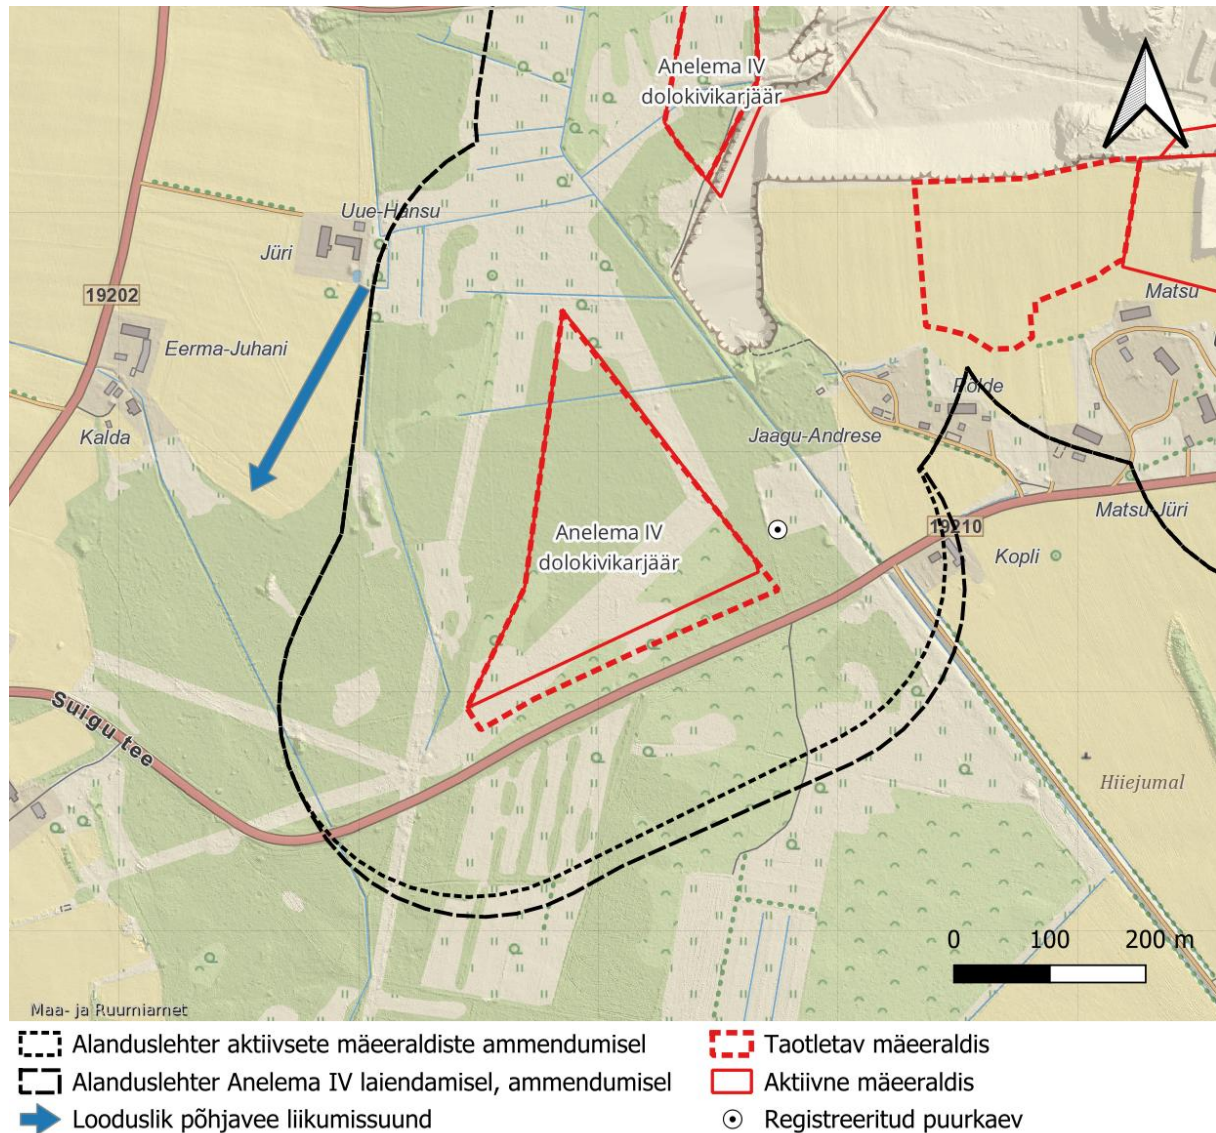 Anelema IV
dolokivikarjäär
Uue-Hansu
Jüri
19202
Matsu
Eerma-Juhani
Põlde
Kalda
Jaagu-Andrese
Matsu-Jüri
19210
Anelema IV
dolokivikarjäär
Kopli
Suigu tee
Hiiejumal
0 100 200 m
Maa- ja Ruumiamet
Alanduslehter aktiivsete mäeeraldiste ammendumisel
Taotletav mäeeraldis
Alanduslehter Anelema IV laiendamisel, ammendumisel
Aktiivne mäeeraldis
Looduslik põhjavee liikumissuund
Registreeritud puurkaev